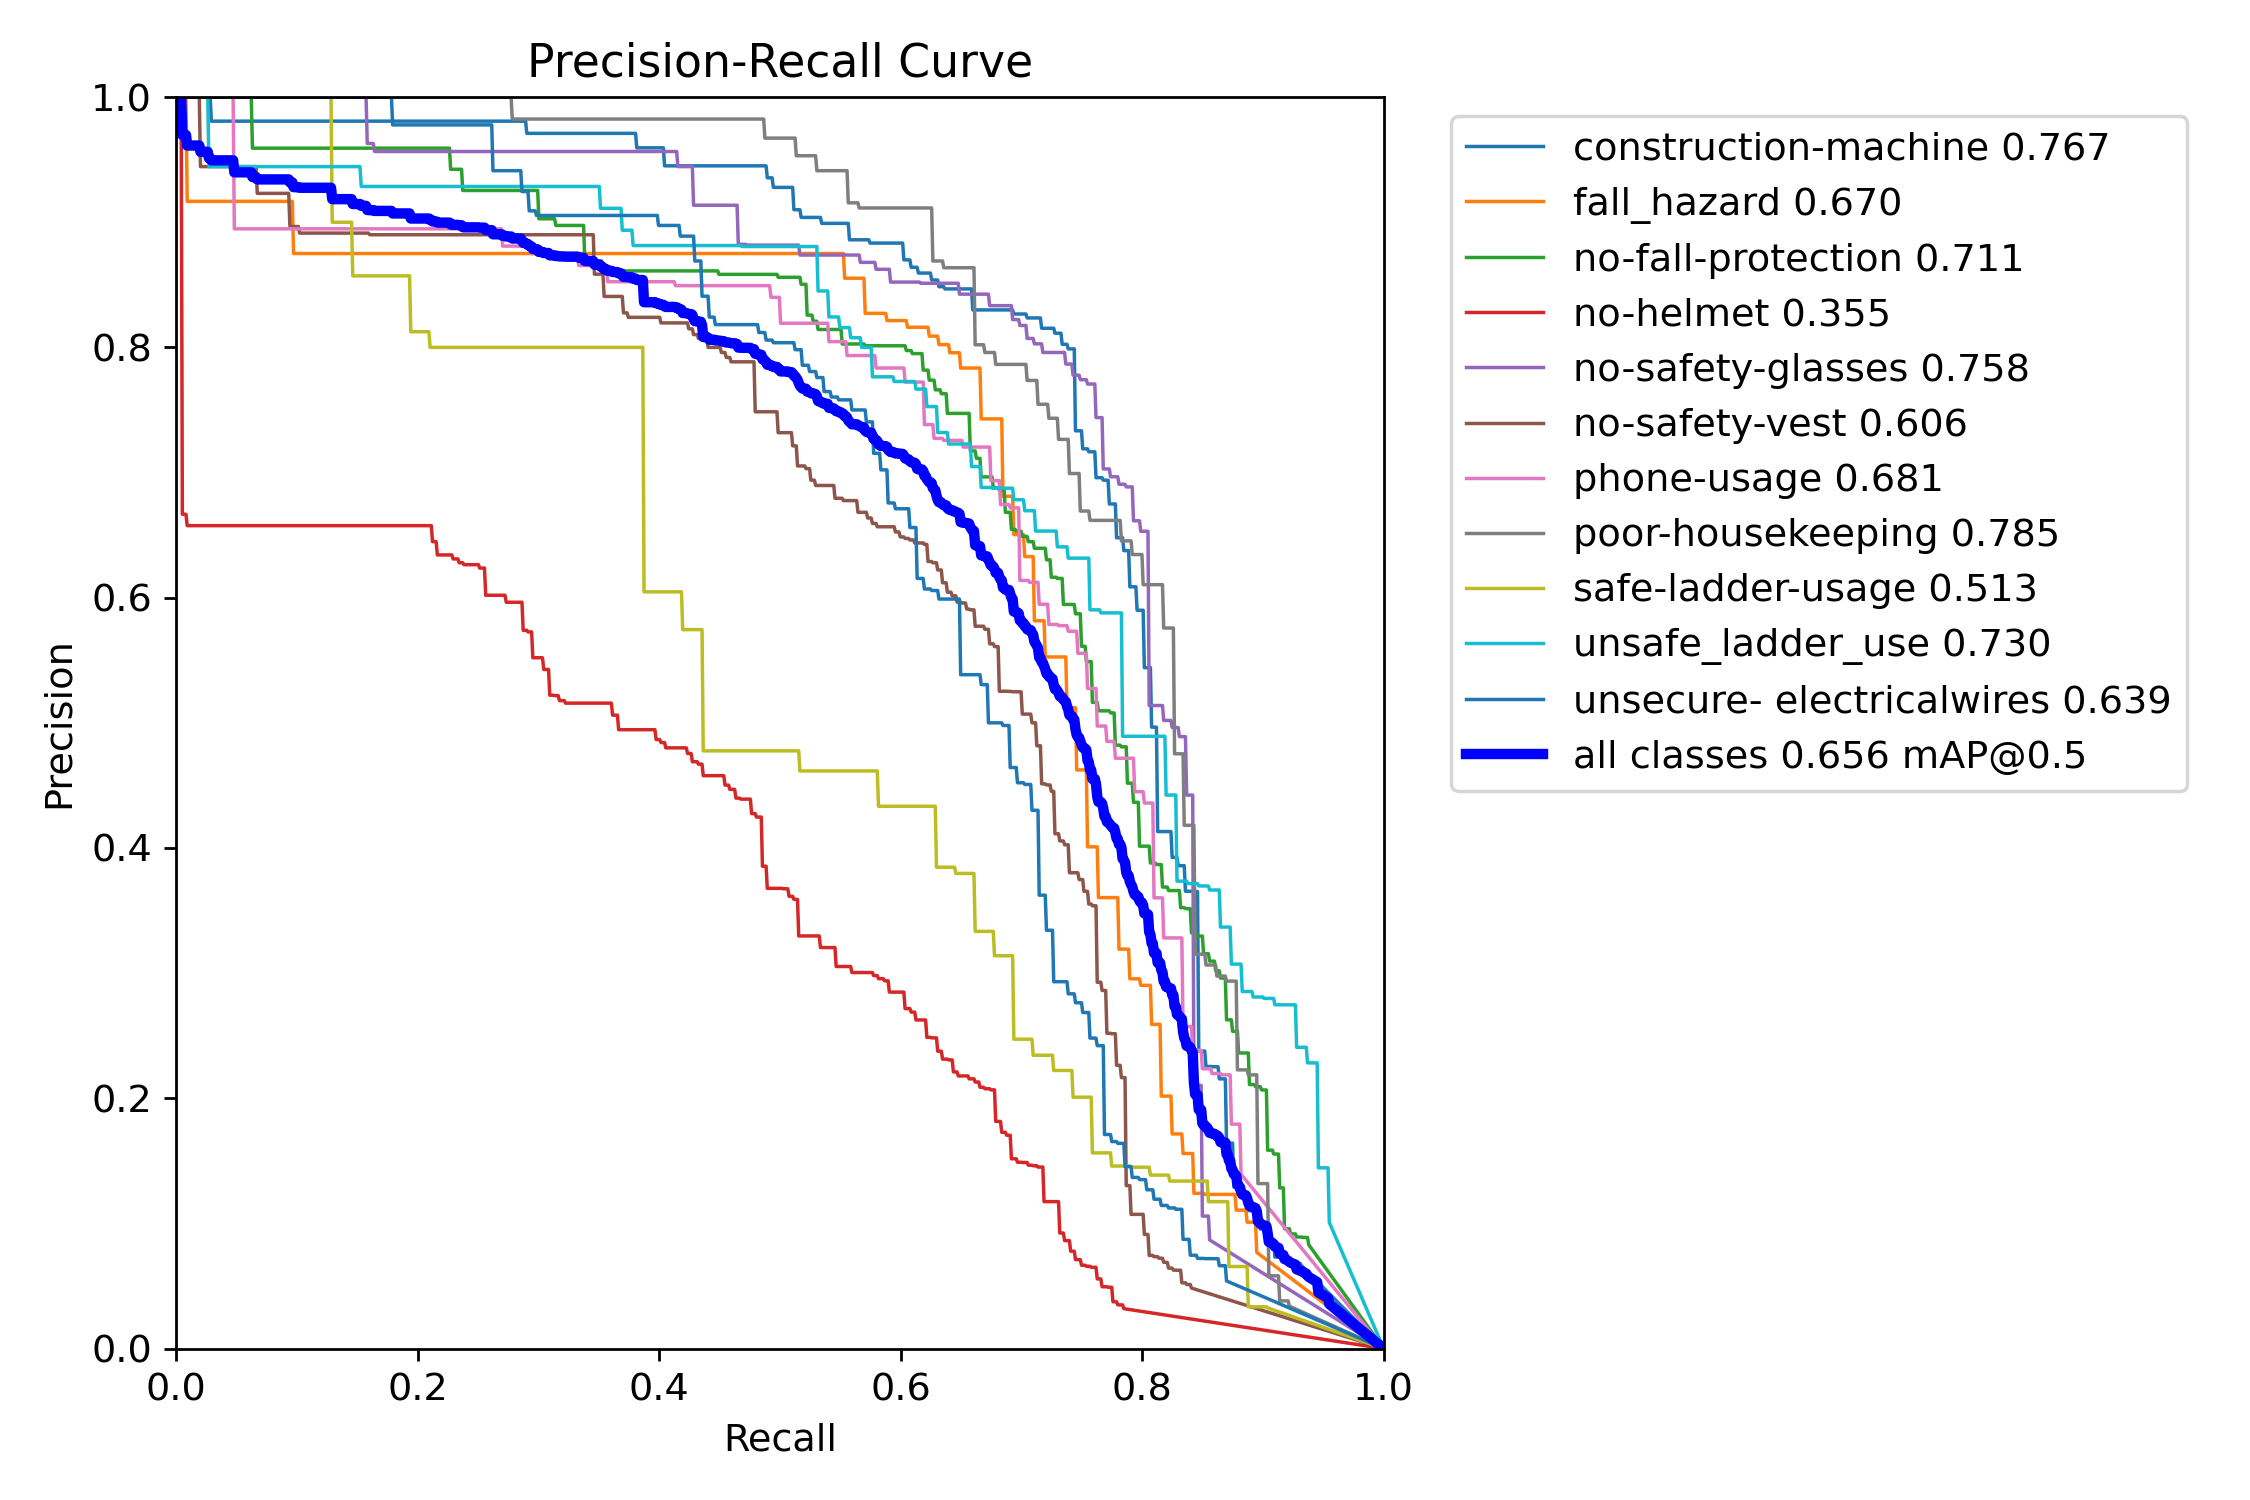 Precision-Recall Curve
1.0
0.8
0.6
0.4
0.2
0.0
Precision
0.0 0.2 0.4 0.6 0.8 1.0
Recall
construction-machine 0.767
fall_hazard 0.670
no-fall-protection 0.711
no-helmet 0.355
no-safety-glasses 0.758
no-safety-vest 0.606
phone-usage 0.681
poor-housekeeping 0.785
safe-ladder-usage 0.513
unsafe_ladder_use 0.730
unsecure- electricalwires 0.639
all classes 0.656 mAP@0.5